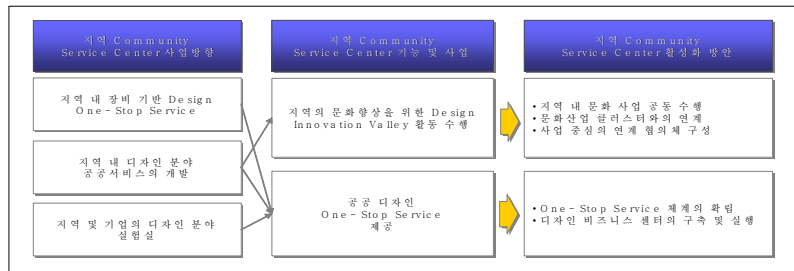 지역 Community
Service Center 사업방향
지역 Community
Service Center 기능 및 사업
지역 Community
Service Center 활성화 방안
지역 내 장비 기반 Design
One-Stop Service
지역 내 디자인 분야
공공서비스의 개발
지역 및 기업의 디자인 분야
실험실
지역의 문화향상을 위한 Design
Innovation Valley 활동 수행
공공 디자인
One-Stop Service
제공
• 지역 내 문화 사업 공동 수행
• 문화산업 클러스터와의 연계
• 사업 중심의 연계 협의체 구성
• One-Stop Service 체계의 확립
• 디자인 비즈니스 센터의 구축 및 실행